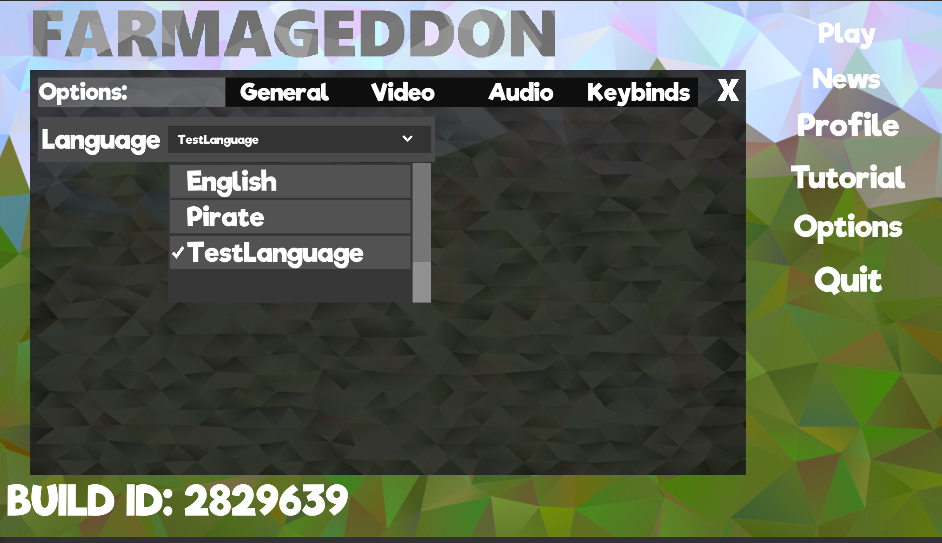 FARMAGEDDON
Options:
General
Video
Audio
Keybinds
X
Language
TestLanguage
English
Pirate
TestLanguage
Play
News
Profile
Tutorial
Options
Quit
BUILD ID: 2829639